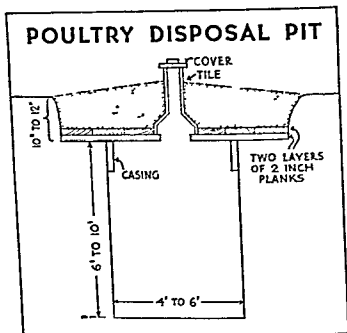 POULTRY DISPOSAL PIT
COVER
TILE
10" TO 12"
TWO LAYERS
OF 2 INCH
PLANKS
CASING
6' TO 10'
4' TO 6'